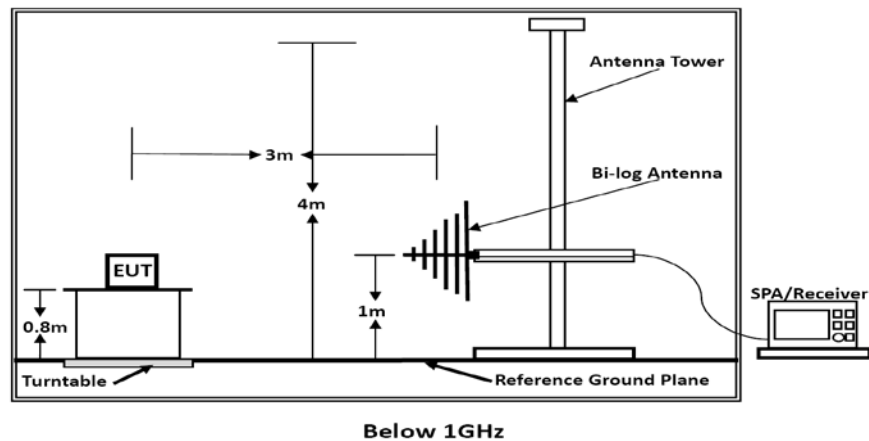 Antenna Tower
3m
Bi-log Antenna
4m
EUT
SPA/Receiver
0.8m
1m
Turntable
Reference Ground Plane
Below 1GHz